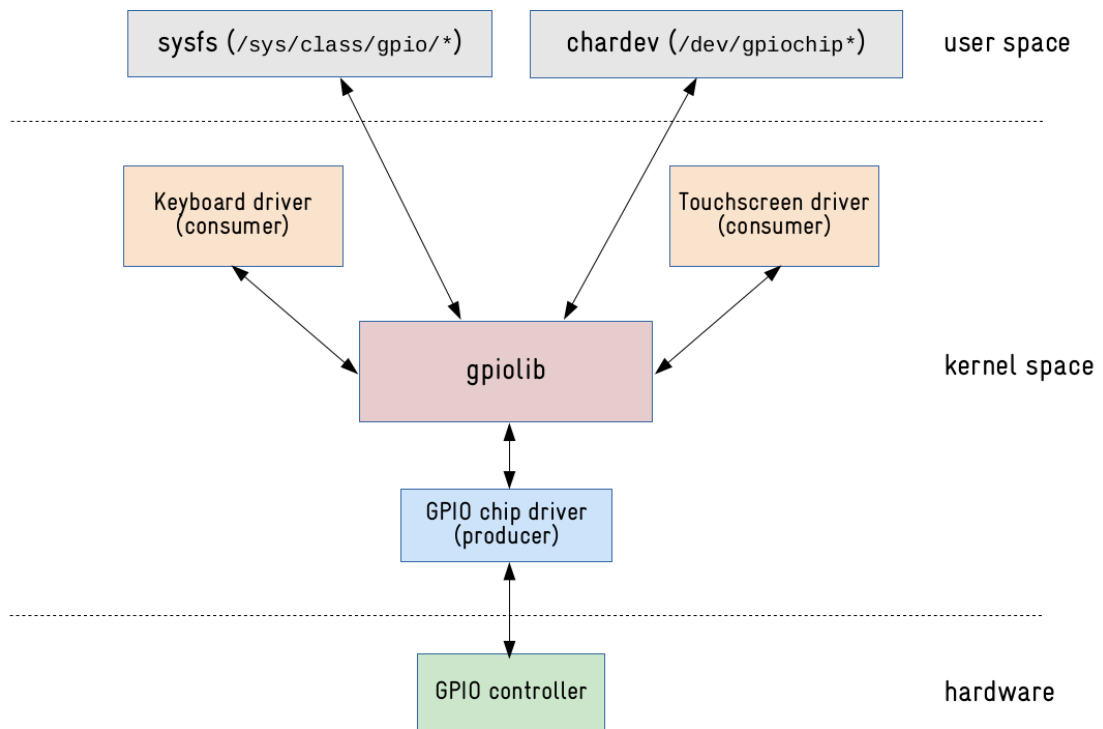 sysfs (/sys/class/gpio/*)
chardev (/dev/gpiochip*)
user space
Keyboard driver
(consumer)
Touchscreen driver
(consumer)
gpiolib
kernel space
GPIO chip driver
(producer)
GPIO controller
hardware